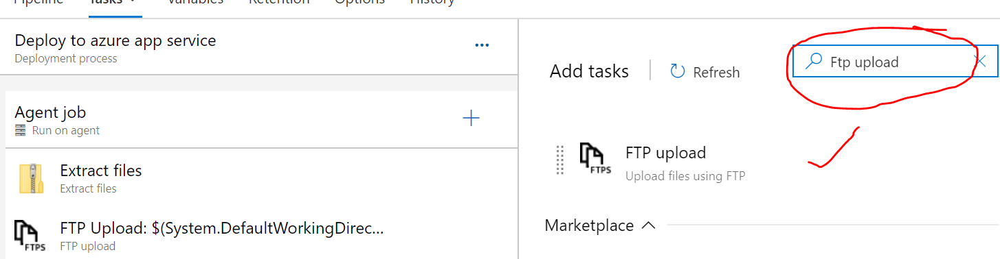 Pipeline Tasks Variables Retention Options History
Deploy to azure app service
Deployment process
Add tasks Refresh Ftp upload
Agent job
Run on agent
Extract files
Extract files
FTPS FTP Upload: $(System.DefaultWorkingDirec...
FTP upload
FTPS FTP upload
Upload files using FTP
Marketplace